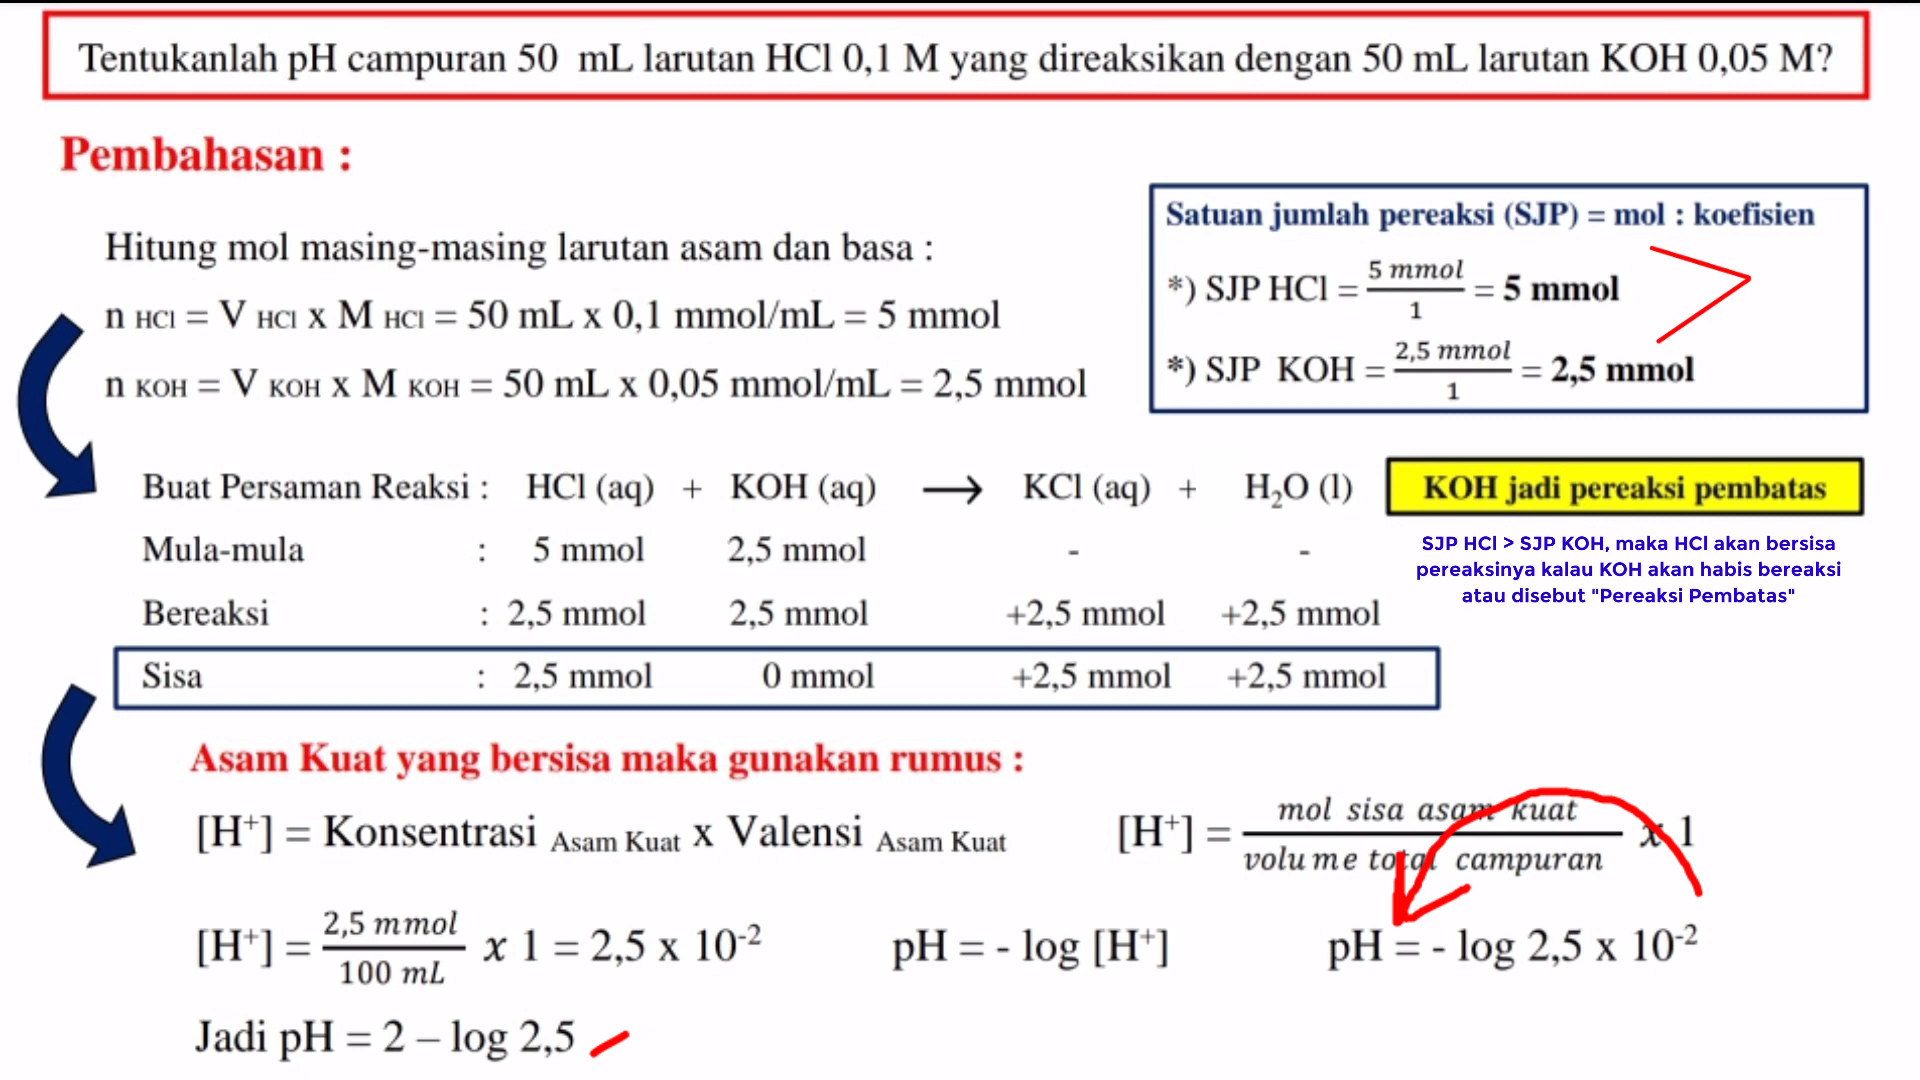 Tentukanlah pH campuran 50 mL larutan HCl 0,1 M yang direaksikan dengan 50 mL larutan KOH 0,05 M?
Pembahasan :
Hitung mol masing-masing larutan asam dan basa :
n HCl = V HCl x M HCl = 50 mL x 0,1 mmol/mL = 5 mmol
n KOH = V KOH x M KOH = 50 mL x 0,05 mmol/mL = 2,5 mmol
Satuan jumlah pereaksi (SJP) = mol : koefisien
*) SJP HCl = 5 mmol / 1 = 5 mmol
*) SJP KOH = 2,5 mmol / 1 = 2,5 mmol
Buat Persaman Reaksi : HCl (aq) + KOH (aq) → KCl (aq) + H₂O (l)
KOH jadi pereaksi pembatas
SJP HCl > SJP KOH, maka HCl akan bersisa
pereaksinya kalau KOH akan habis bereaksi
atau disebut "Pereaksi Pembatas"
Mula-mula : 5 mmol 2,5 mmol - -
Bereaksi : 2,5 mmol 2,5 mmol +2,5 mmol +2,5 mmol
Sisa : 2,5 mmol 0 mmol +2,5 mmol +2,5 mmol
Asam Kuat yang bersisa maka gunakan rumus :
[H⁺] = Konsentrasi Asam Kuat x Valensi Asam Kuat
[H⁺] = mol sisa asam kuat / volume total campuran x 1
[H⁺] = 2,5 mmol / 100 mL x 1 = 2,5 x 10⁻²
pH = - log [H⁺]
pH = - log 2,5 x 10⁻²
Jadi pH = 2 – log 2,5